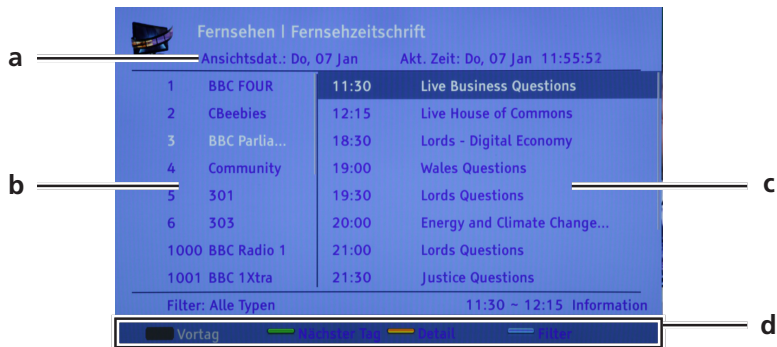 Fernsehen l Fernsehzeitschrift
a
Ansichtsdat.: Do, 07 Jan Akt. Zeit: Do, 07 Jan 11:55:52
1 BBC FOUR 11:30 Live Business Questions
2 CBeebies 12:15 Live House of Commons
3 BBC Parlia... 18:30 Lords - Digital Economy
4 Community 19:00 Wales Questions
b
c
5 301 19:30 Lords Questions
6 303 20:00 Energy and Climate Change...
1000 BBC Radio 1 21:00 Lords Questions
1001 BBC 1Xtra 21:30 Justice Questions
Filter: Alle Typen 11:30 ~ 12:15 Information
d
Vortag Nächster Tag Detail Filter